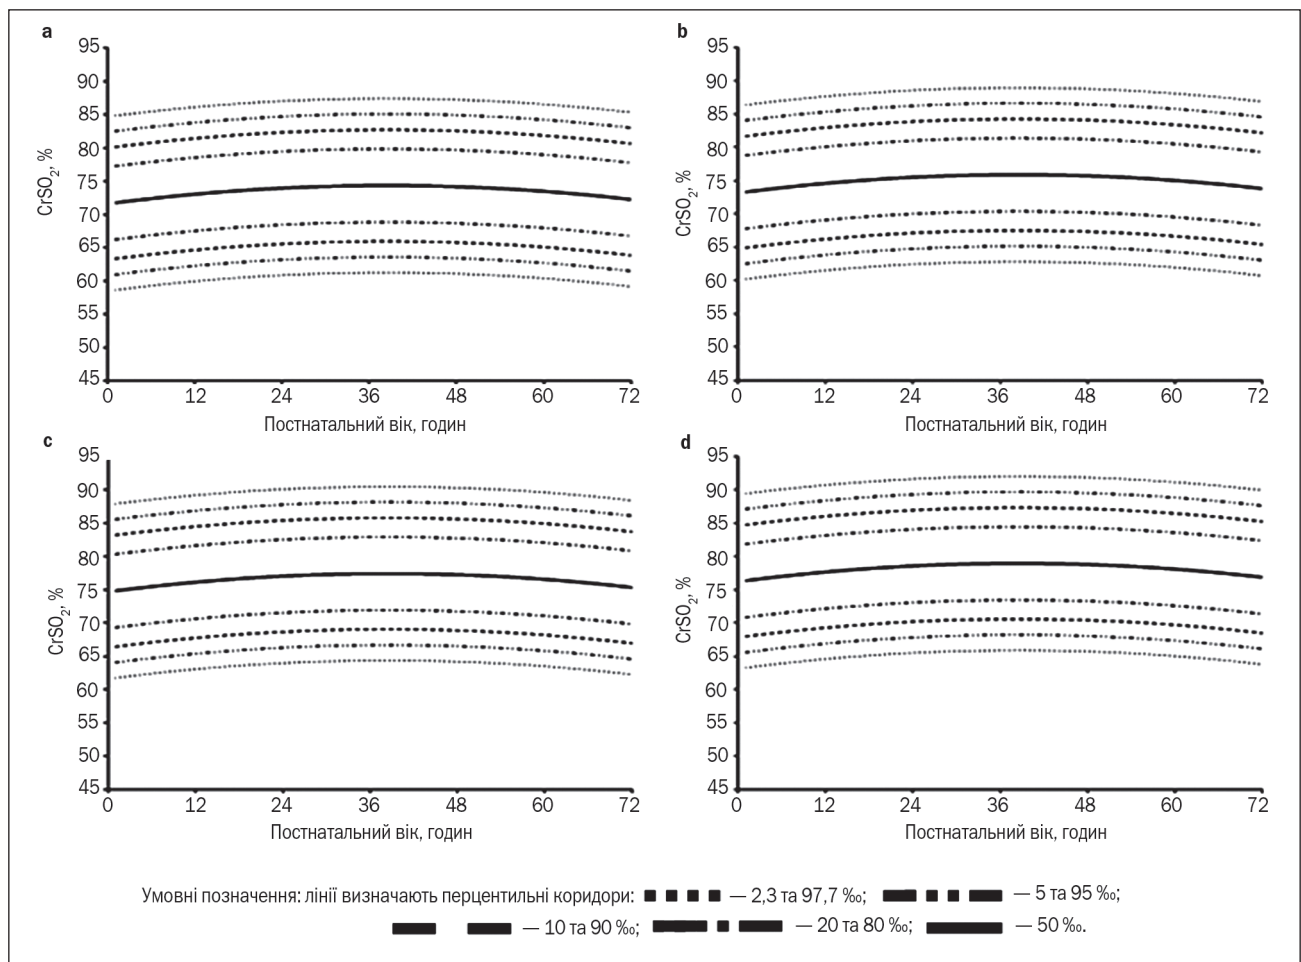 a
95
90
85
80
75
70
65
60
55
50
45
CrSO2, %
0 12 24 36 48 60 72
Постнатальний вік, годин
b
95
90
85
80
75
70
65
60
55
50
45
CrSO2, %
0 12 24 36 48 60 72
Постнатальний вік, годин
c
95
90
85
80
75
70
65
60
55
50
45
CrSO2, %
0 12 24 36 48 60 72
Постнатальний вік, годин
d
95
90
85
80
75
70
65
60
55
50
45
CrSO2, %
0 12 24 36 48 60 72
Постнатальний вік, годин
Умовні позначення: лінії визначають перцентильні коридори: — 2,3 та 97,7 ‰; — 5 та 95 ‰;
— 10 та 90 ‰; — 20 та 80 ‰; — 50 ‰.